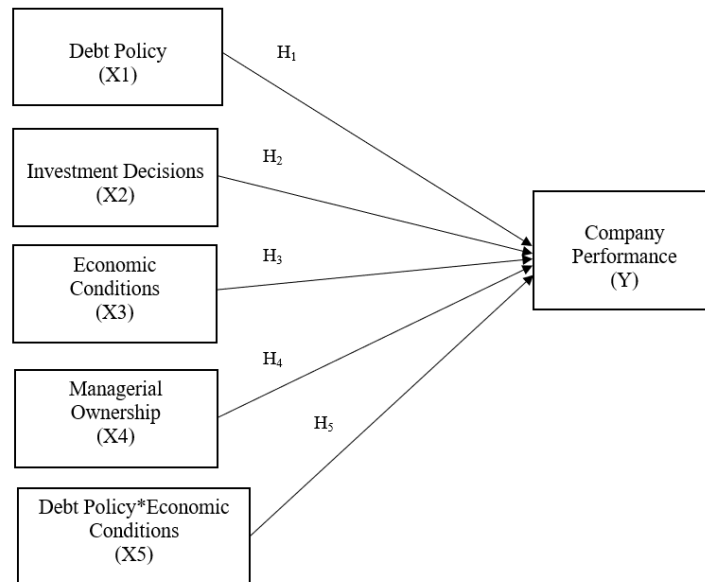 Debt Policy
(X1)
H₁
Investment Decisions
(X2)
H₂
Economic
Conditions
(X3)
H₃
Managerial
Ownership
(X4)
H₄
Debt Policy*Economic
Conditions
(X5)
H₅
Company
Performance
(Y)